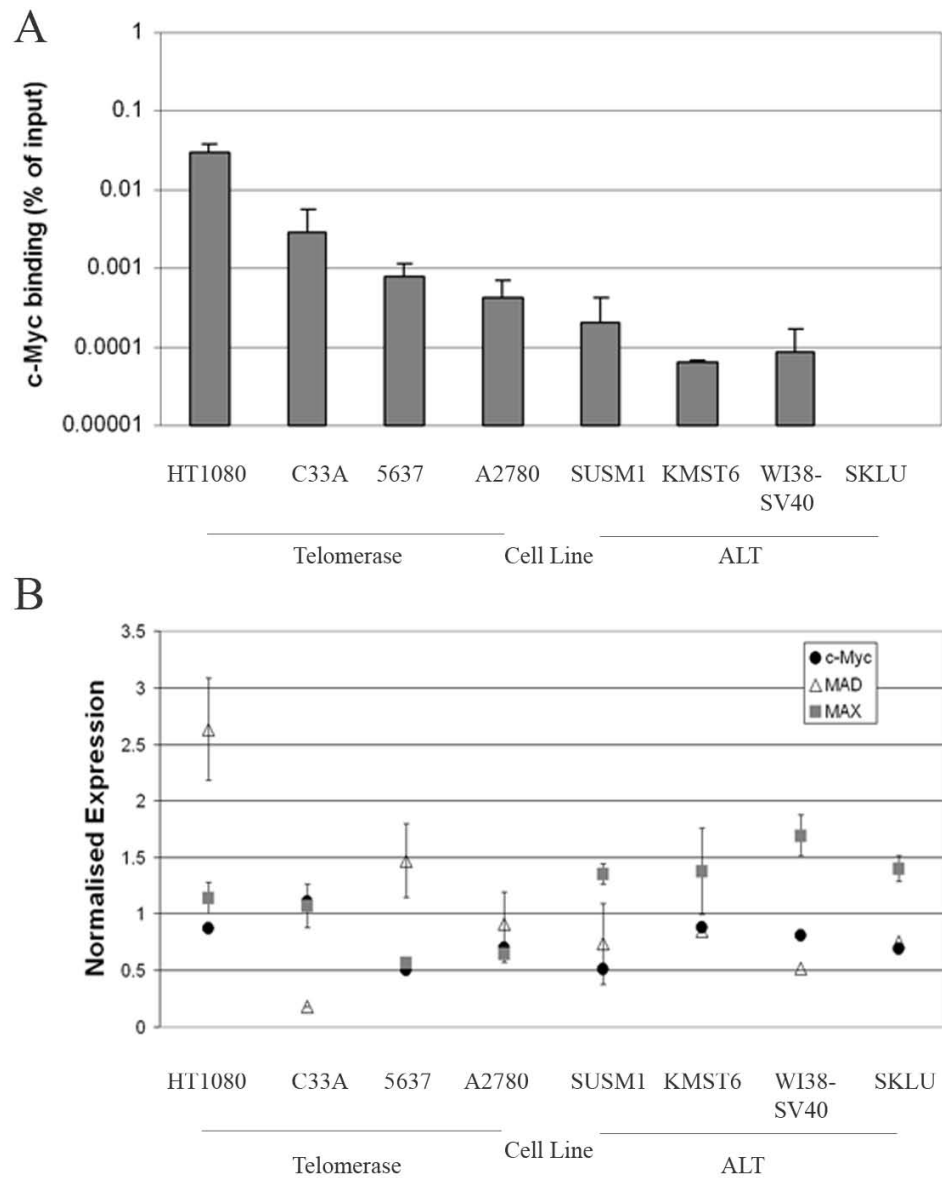 A
c-Myc binding (% of input)
1
0.1
0.01
0.001
0.0001
0.00001
HT1080 C33A 5637 A2780 SUSM1 KMST6 WI38- SKLU
SV40
Telomerase Cell Line ALT
B
Normalised Expression
3.5
3
2.5
2
1.5
1
0.5
0
c-Myc
MAD
MAX
HT1080 C33A 5637 A2780 SUSM1 KMST6 WI38- SKLU
SV40
Cell Line
Telomerase ALT